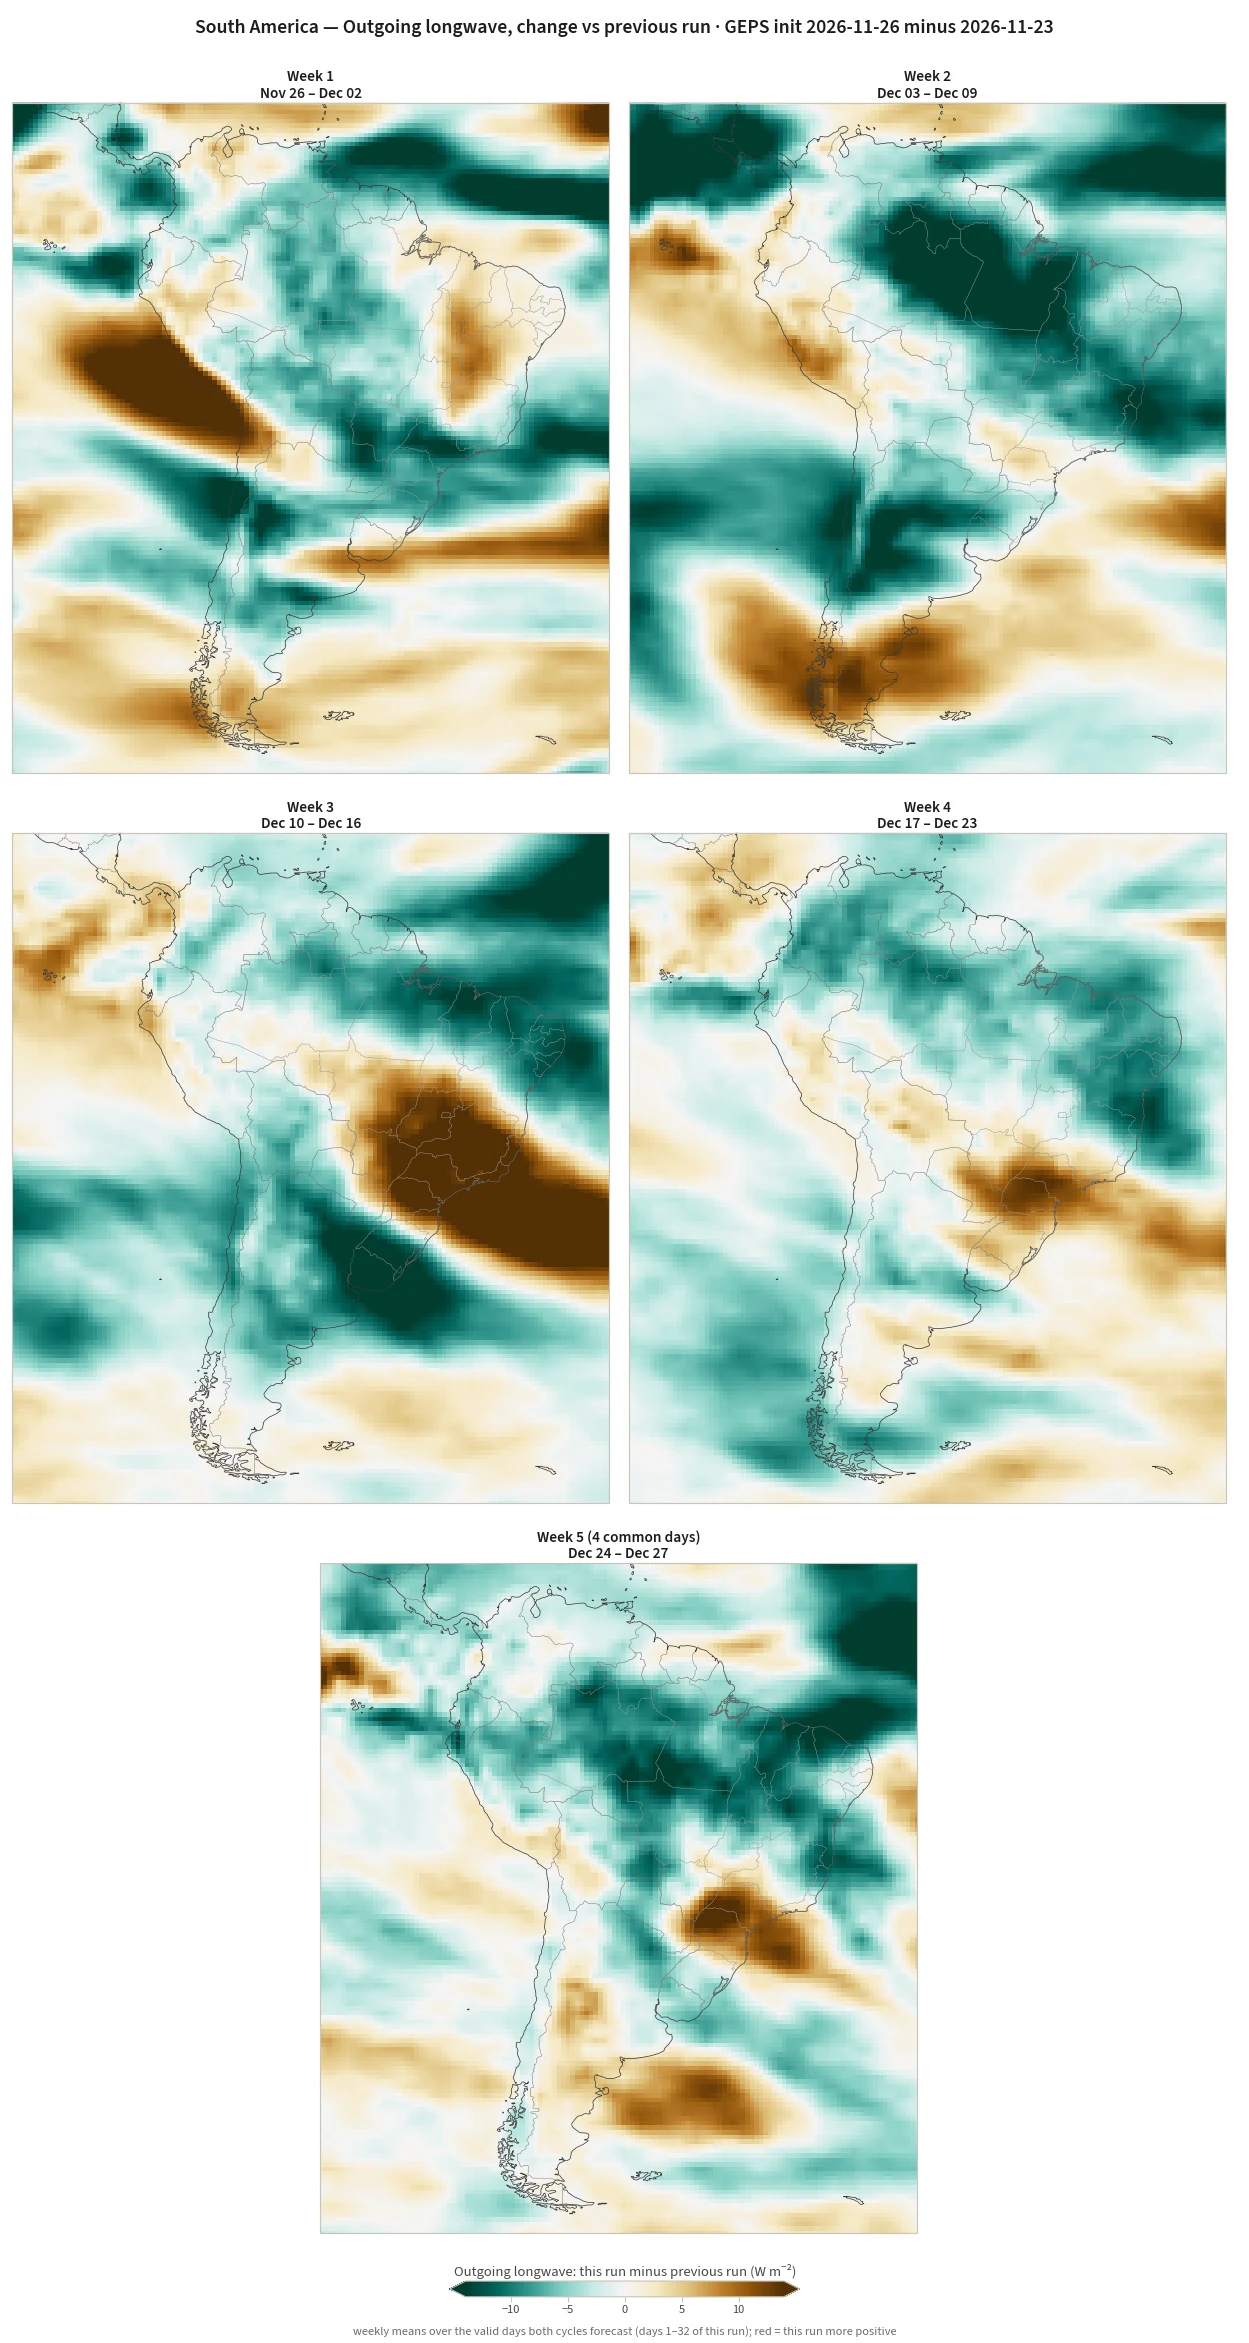 South America — Outgoing longwave, change vs previous run · GEPS init 2026-11-26 minus 2026-11-23
Week 1
Nov 26 – Dec 02
Week 2
Dec 03 – Dec 09
Week 3
Dec 10 – Dec 16
Week 4
Dec 17 – Dec 23
Week 5 (4 common days)
Dec 24 – Dec 27
Outgoing longwave: this run minus previous run (W m⁻²)
−10 −5 0 5 10
weekly means over the valid days both cycles forecast (days 1–32 of this run); red = this run more positive